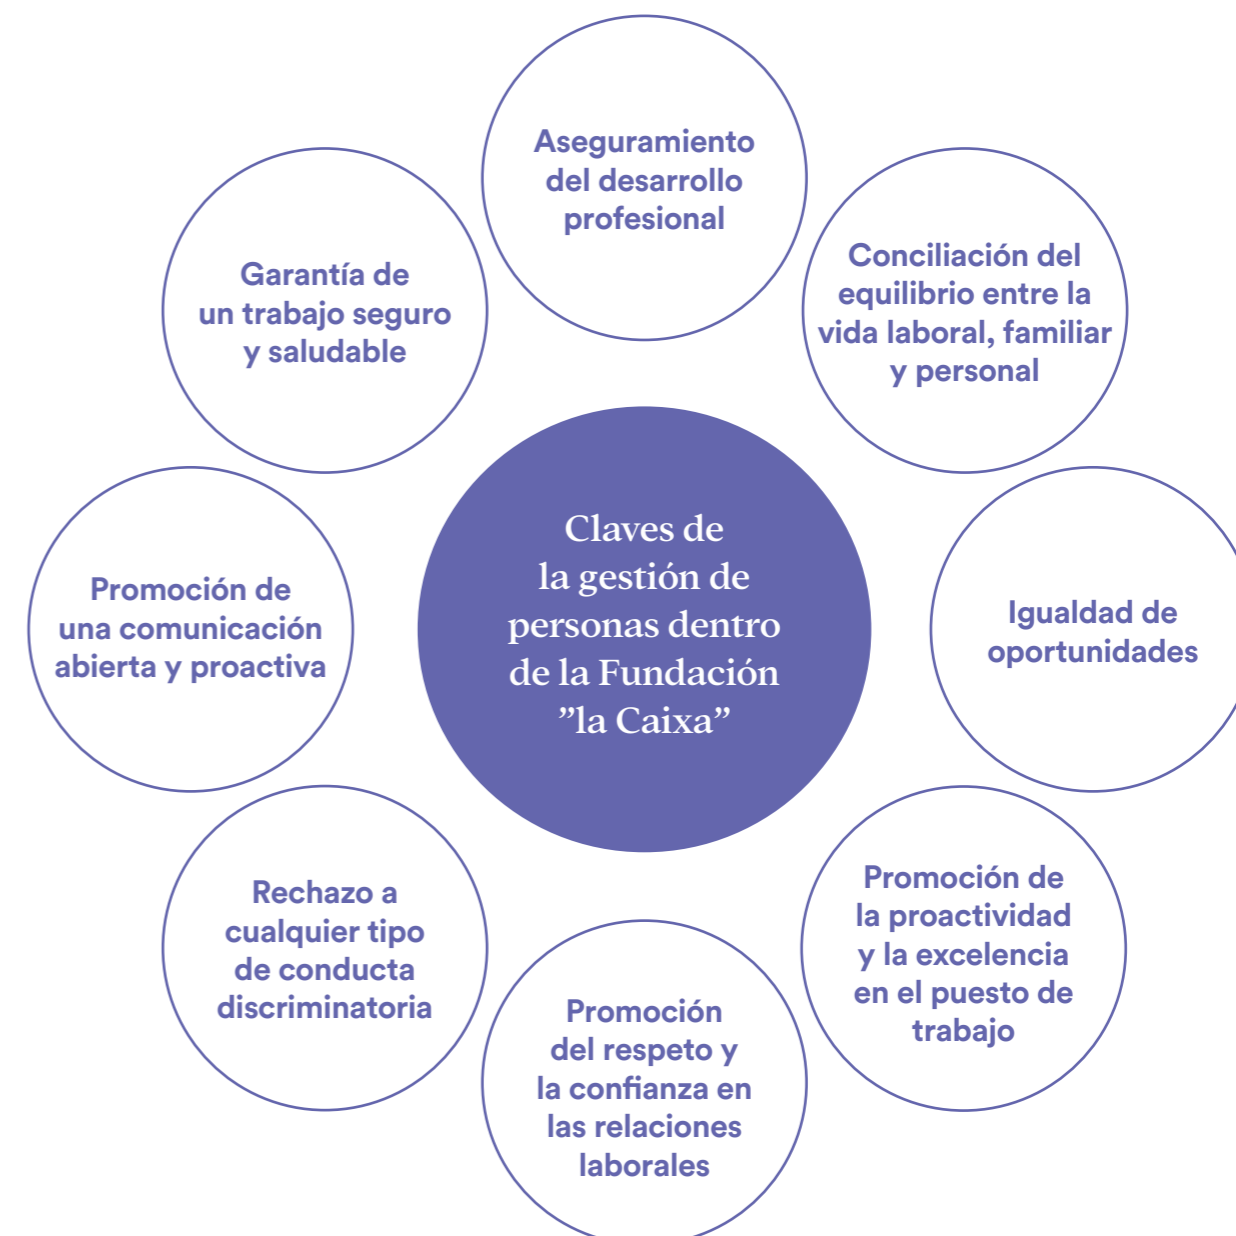 Aseguramiento
del desarrollo
profesional
Conciliación del
equilibrio entre la
vida laboral, familiar
y personal
Igualdad de
oportunidades
Promoción de
la proactividad
y la excelencia
en el puesto de
trabajo
Promoción
del respeto y
la confianza en
las relaciones
laborales
Rechazo a
cualquier tipo
de conducta
discriminatoria
Promoción de
una comunicación
abierta y proactiva
Garantía de
un trabajo seguro
y saludable
Claves de
la gestión de
personas dentro
de la Fundación
”la Caixa”